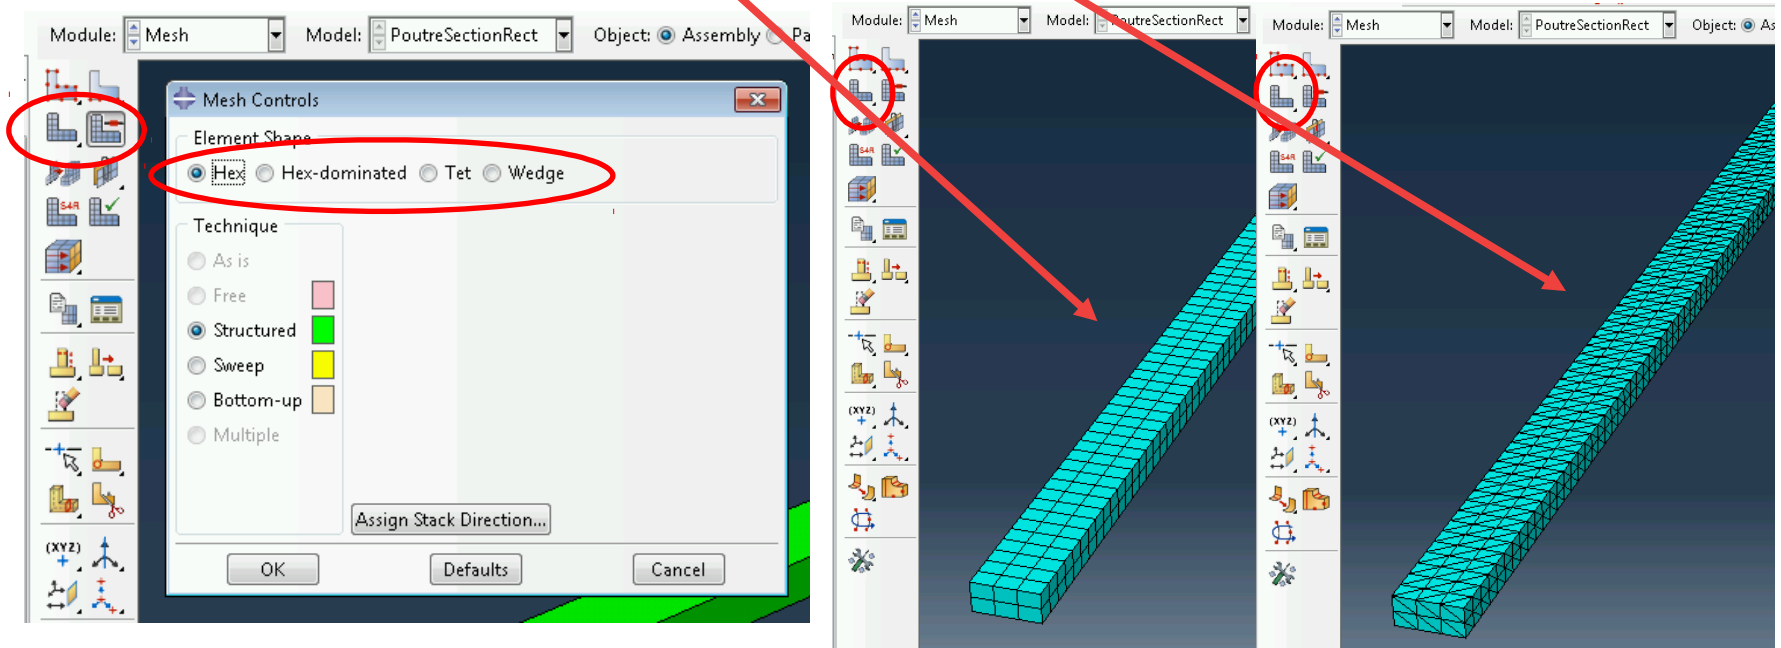 Module: Mesh Model: PoutreSectionRect Object: Assembly Pa
Mesh Controls
Element Shape
Hex Hex-dominated Tet Wedge
Technique
As is
Free
Structured
Sweep
Bottom-up
Multiple
Assign Stack Direction...
OK Defaults Cancel
S4R
(XYZ)
Module: Mesh Model: PoutreSectionRect
S4R
(XYZ)
Module: Mesh Model: PoutreSectionRect Object: As
S4R
(XYZ)